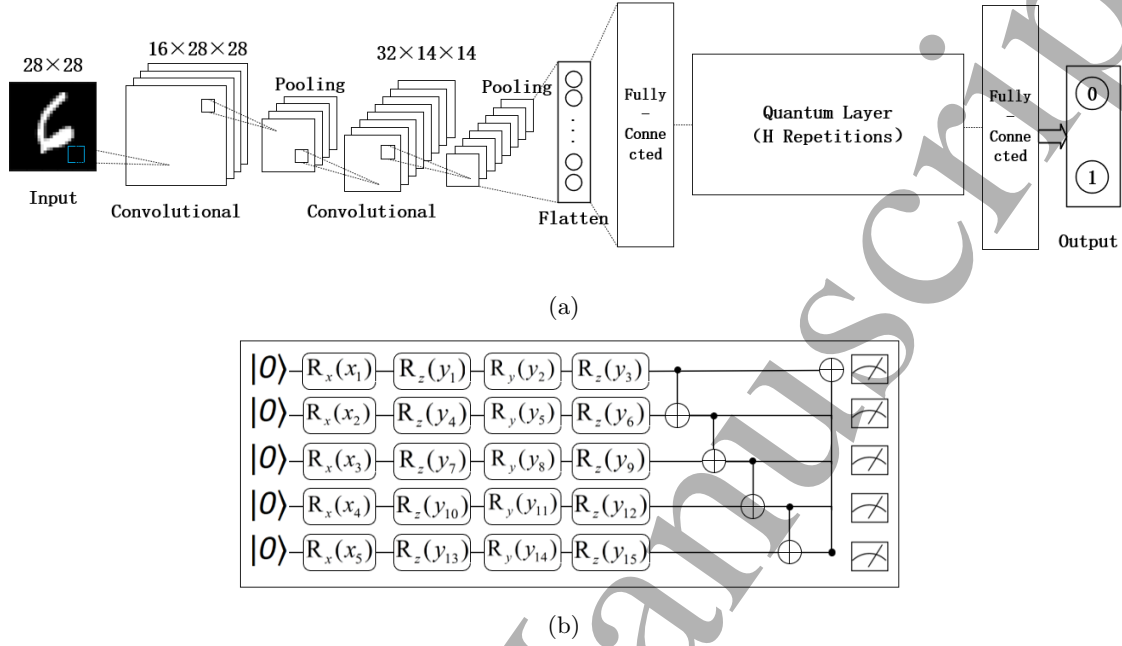 (a)
28×28
16×28×28
32×14×14
Pooling
Pooling
Input
Convolutional
Convolutional
Flatten
Fully
-
Conne
cted
Quantum Layer
(H Repetitions)
Fully
-
Conne
cted
0
1
Output
(a)
|0⟩ Rx(x1) Rz(y1) Ry(y2) Rz(y3)
|0⟩ Rx(x2) Rz(y4) Ry(y5) Rz(y6)
|0⟩ Rx(x3) Rz(y7) Ry(y8) Rz(y9)
|0⟩ Rx(x4) Rz(y10) Ry(y11) Rz(y12)
|0⟩ Rx(x5) Rz(y13) Ry(y14) Rz(y15)
(b)
anuscrip